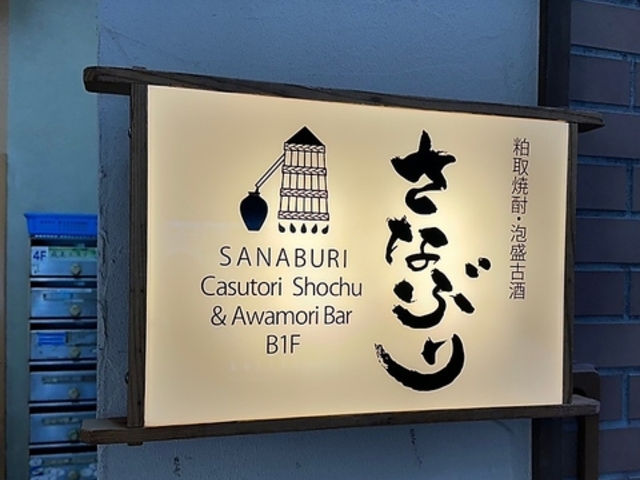 SANABURI
Casutori Shochu
& Awamori Bar
B1F
さなぶり
粕取焼酎・泡盛古酒
4F